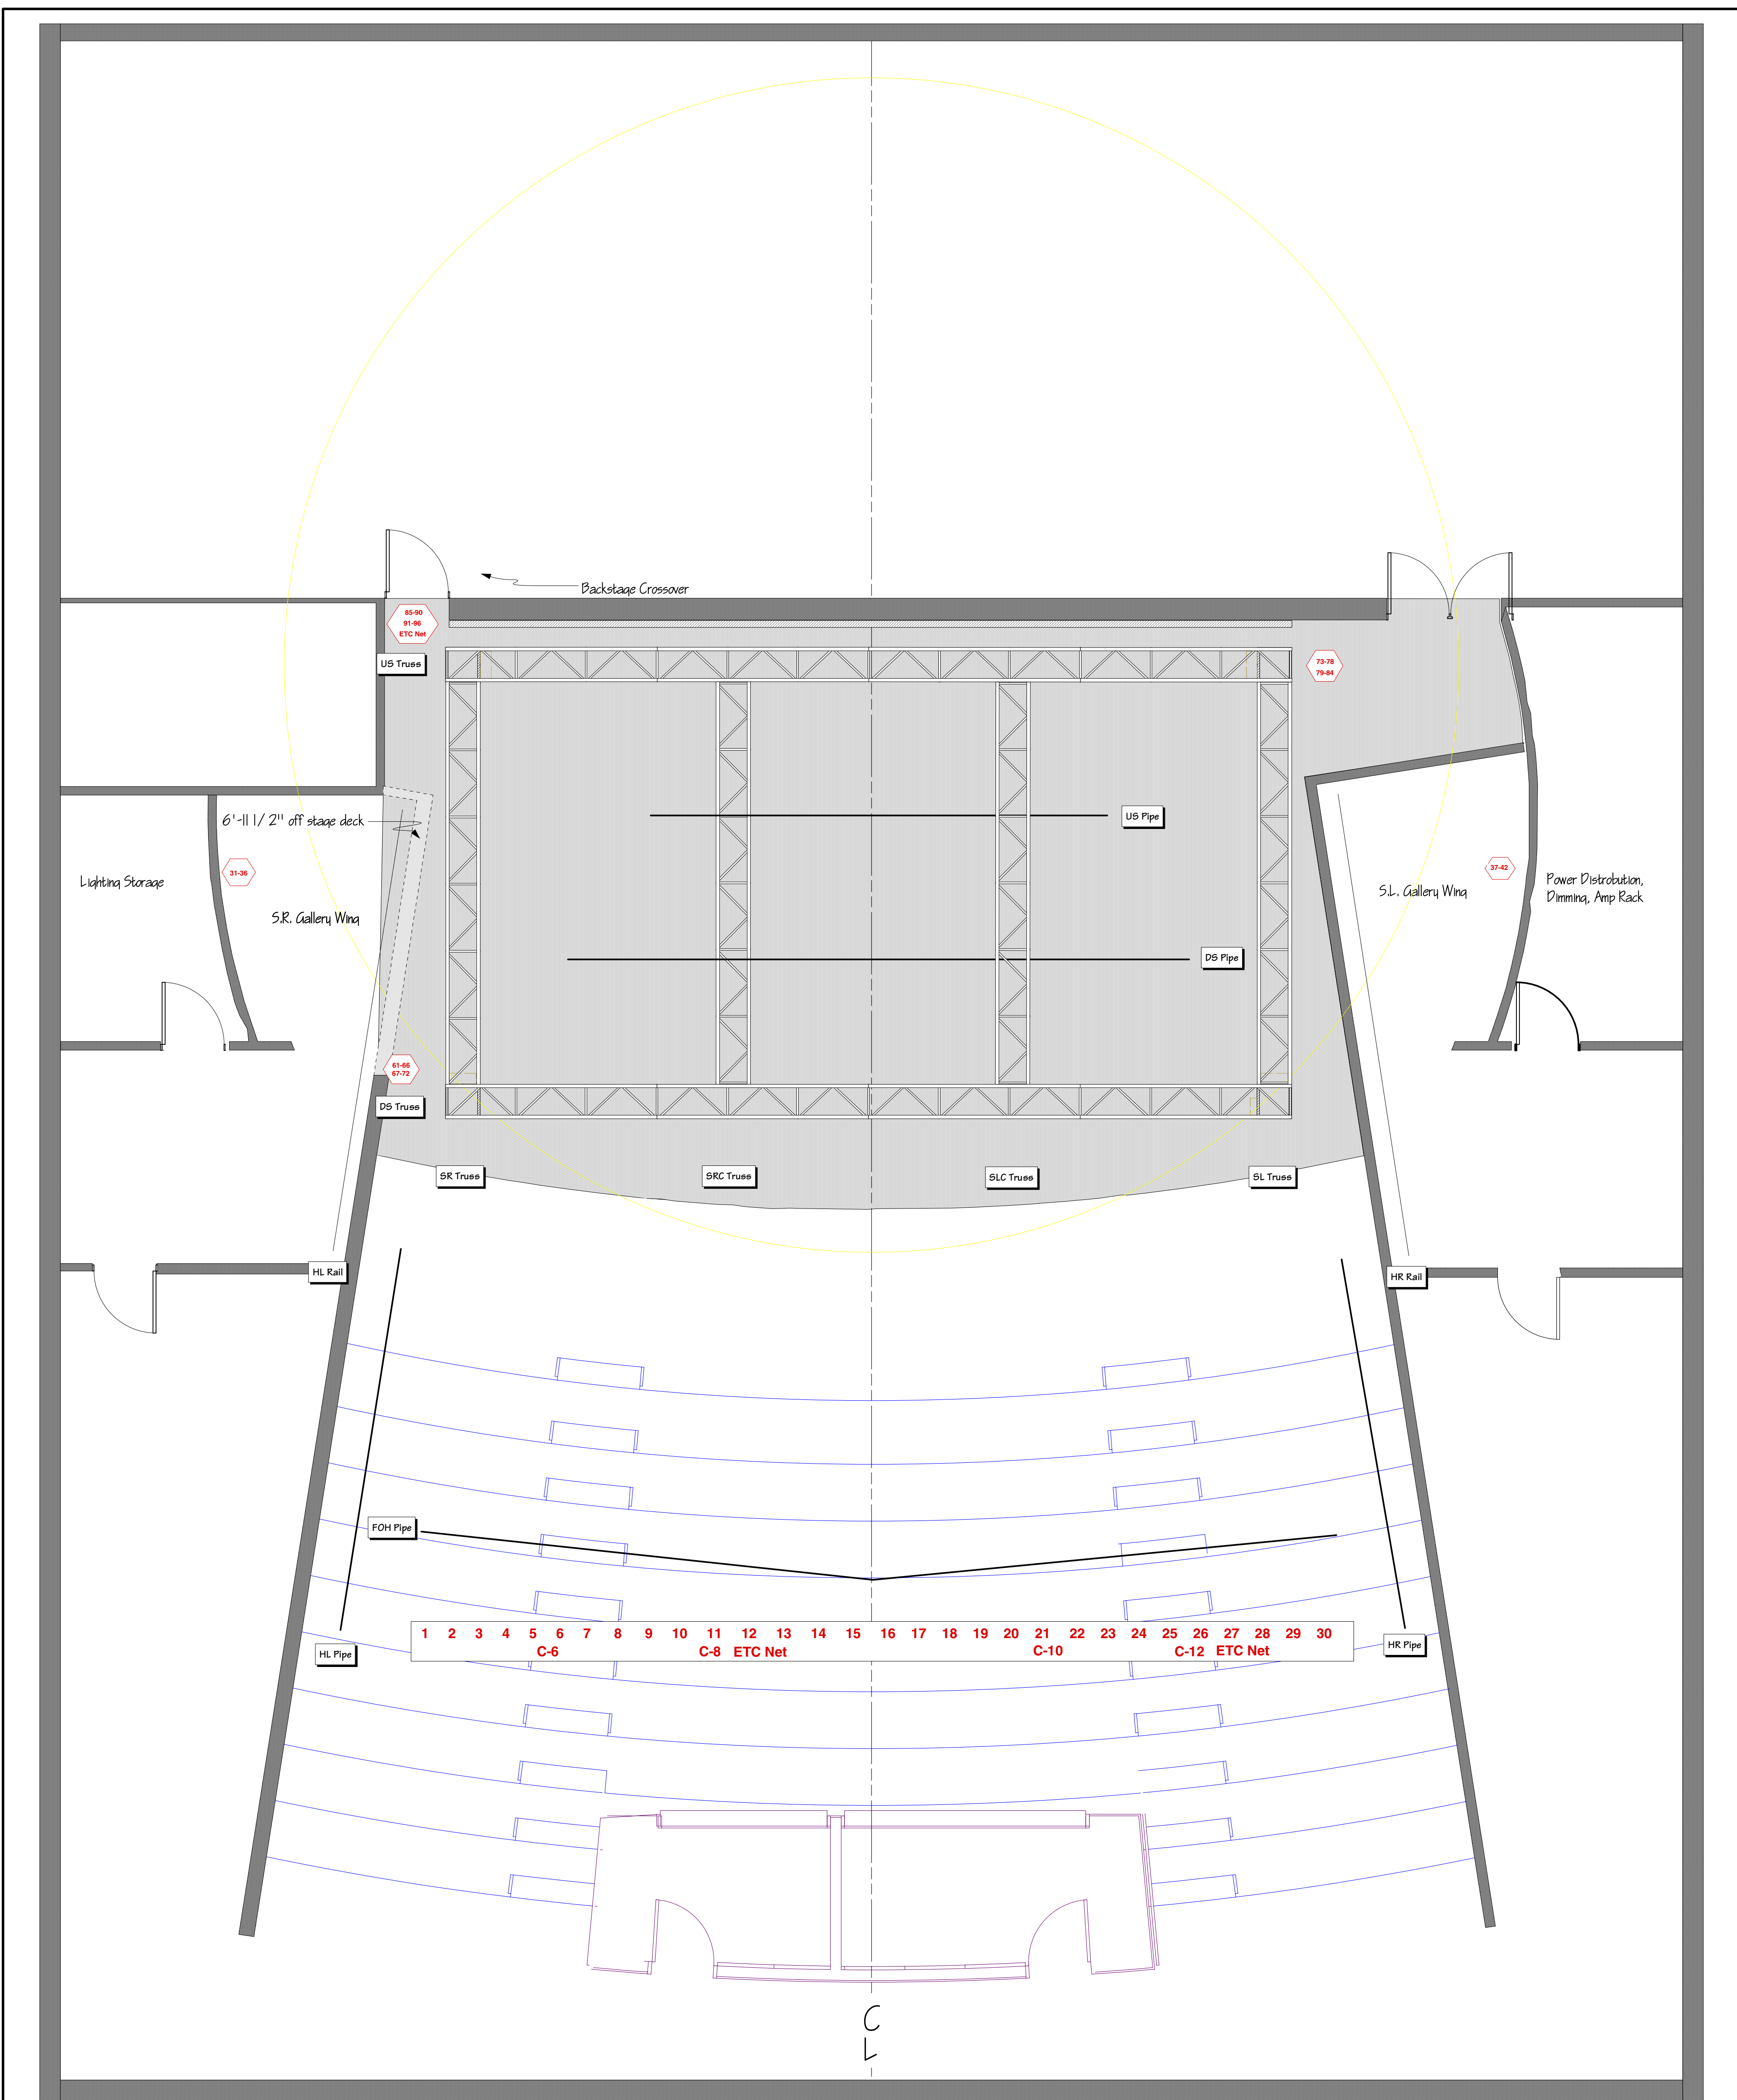 Backstage Crossover
85-90
91-96
ETC Net
US Truss
73-78
79-84
US Pipe
6'-11 1/2" off stage deck
31-36
Lighting Storage
S.R. Gallery Wing
37-42
S.L. Gallery Wing
Power Distrobution,
Dimming, Amp Rack
DS Pipe
61-66
67-72
DS Truss
SR Truss
SRC Truss
SLC Truss
SL Truss
HL Rail
HR Rail
FOH Pipe
1 2 3 4 5 6 7 8 9 10 11 12 13 14 15 16 17 18 19 20 21 22 23 24 25 26 27 28 29 30
C-6 C-8 ETC Net C-10 C-12 ETC Net
HL Pipe
HR Pipe
C
L